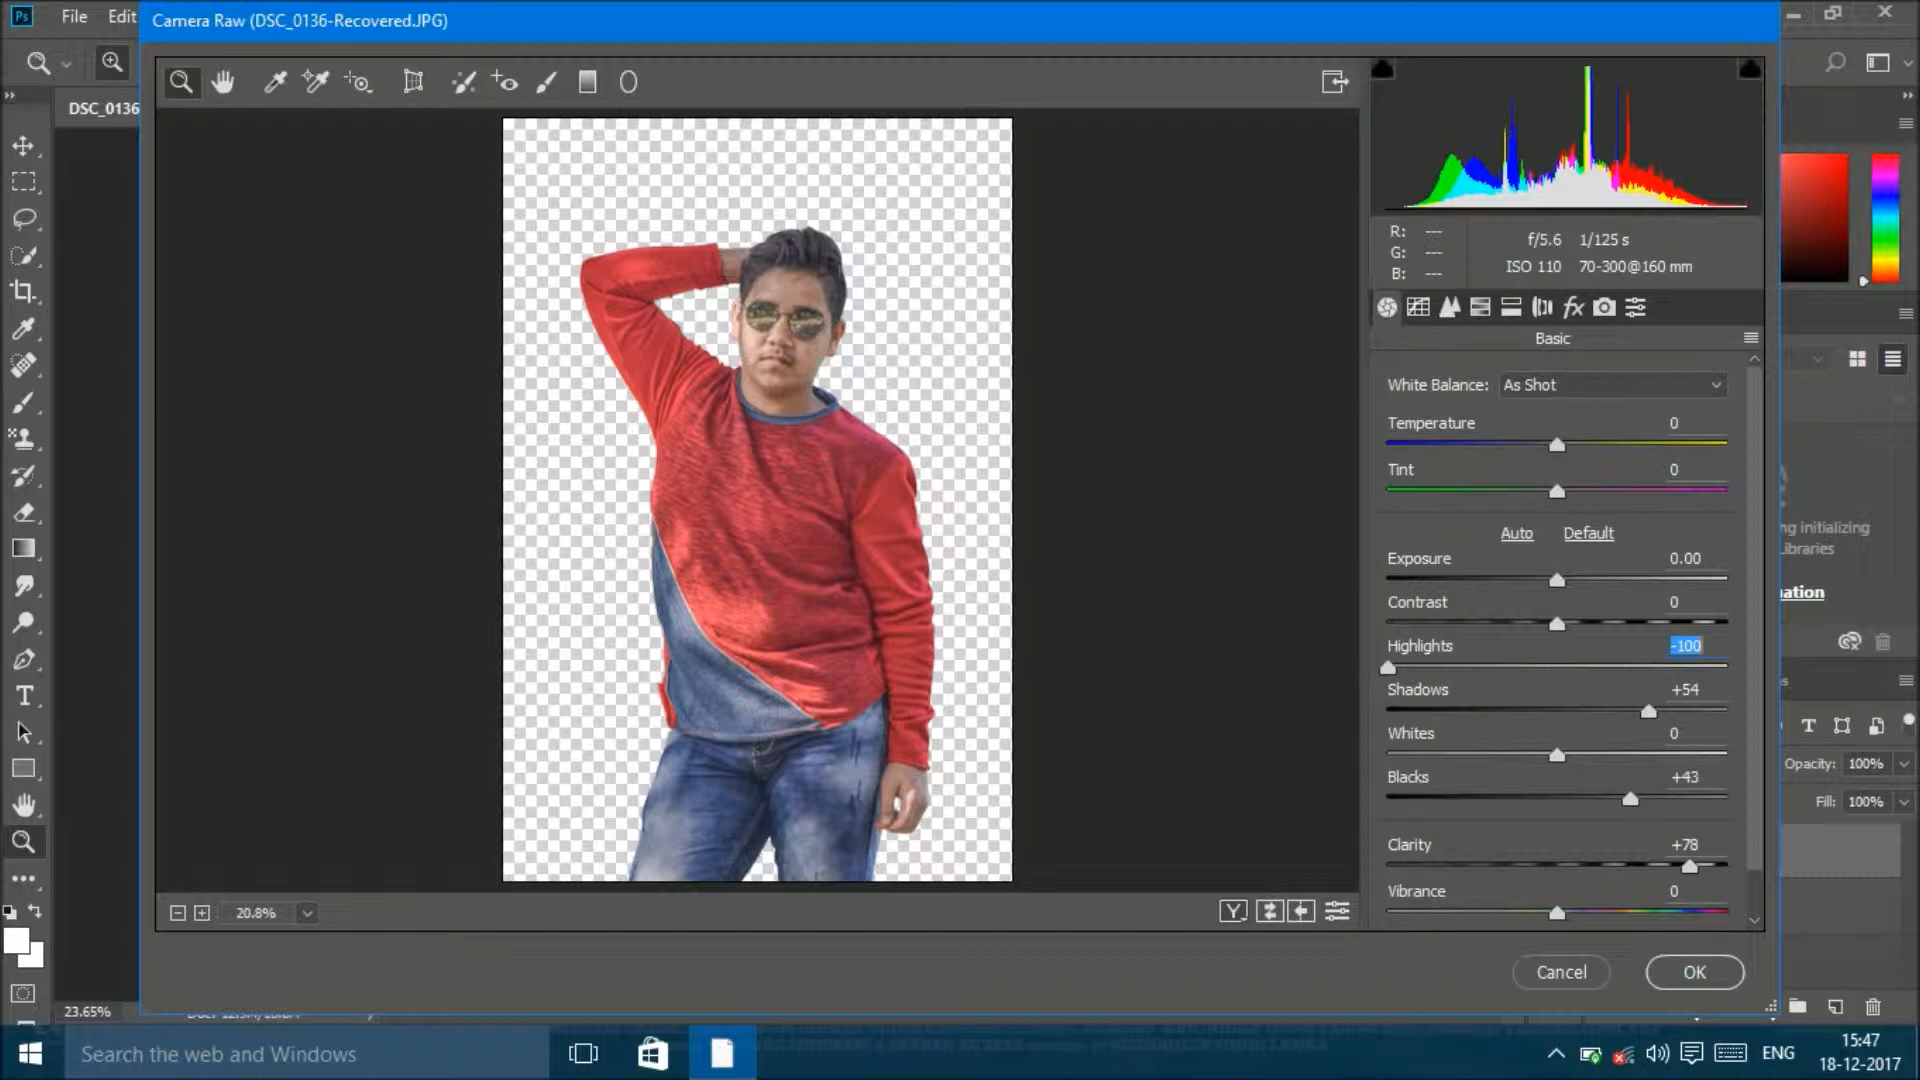 Ps File Edit
Camera Raw (DSC_0136-Recovered.JPG)
DSC_0136
R: ---
G: ---
B: ---
f/5.6 1/125 s
ISO 110 70-300@160 mm
fx
Basic
White Balance: As Shot
Temperature 0
Tint 0
Auto Default
Exposure 0.00
Contrast 0
Highlights -100
Shadows +54
Whites 0
Blacks +43
Clarity +78
Vibrance 0
ng initializing
ibraries
ation
Opacity: 100%
Fill: 100%
T
T
20.8%
Y
Cancel OK
23.65%
Search the web and Windows
ENG
15:47
18-12-2017